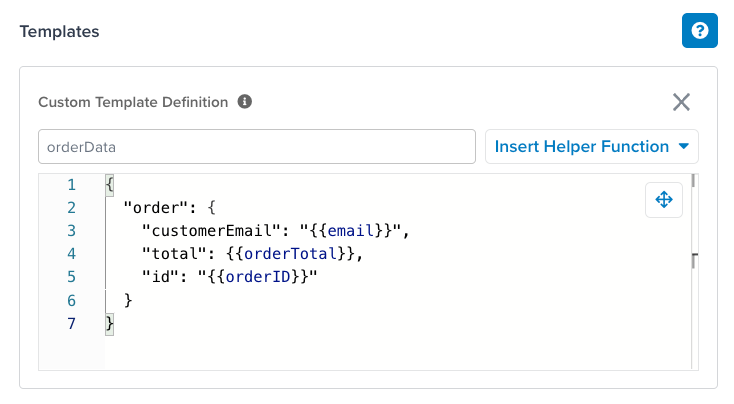 Templates
?
Custom Template Definition i
orderData
Insert Helper Function
1 {
2 "order": {
3 "customerEmail": "{{email}}",
4 "total": {{orderTotal}},
5 "id": "{{orderID}}"
6 }
7 }